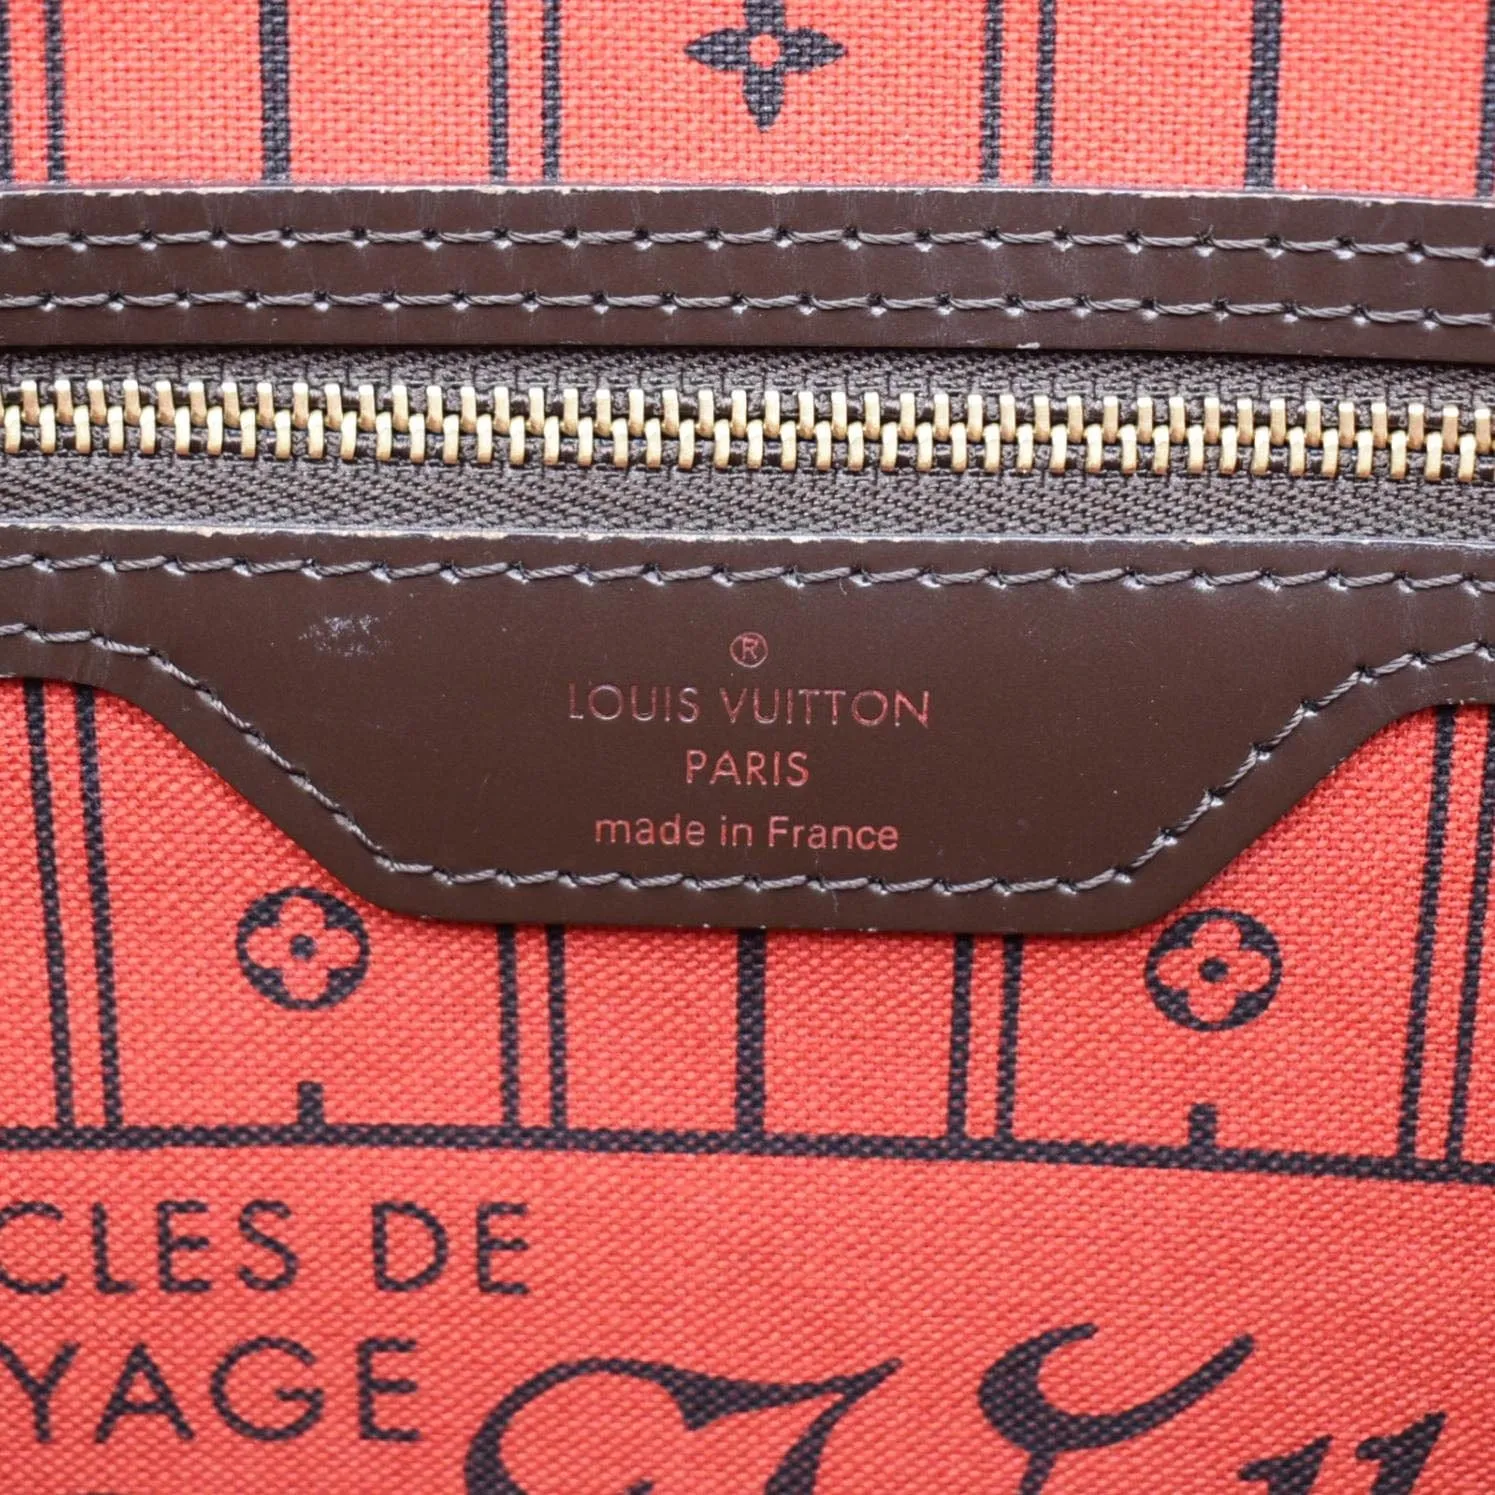 ®
LOUIS VUITTON
PARIS
made in France
CLES DE
YAGE